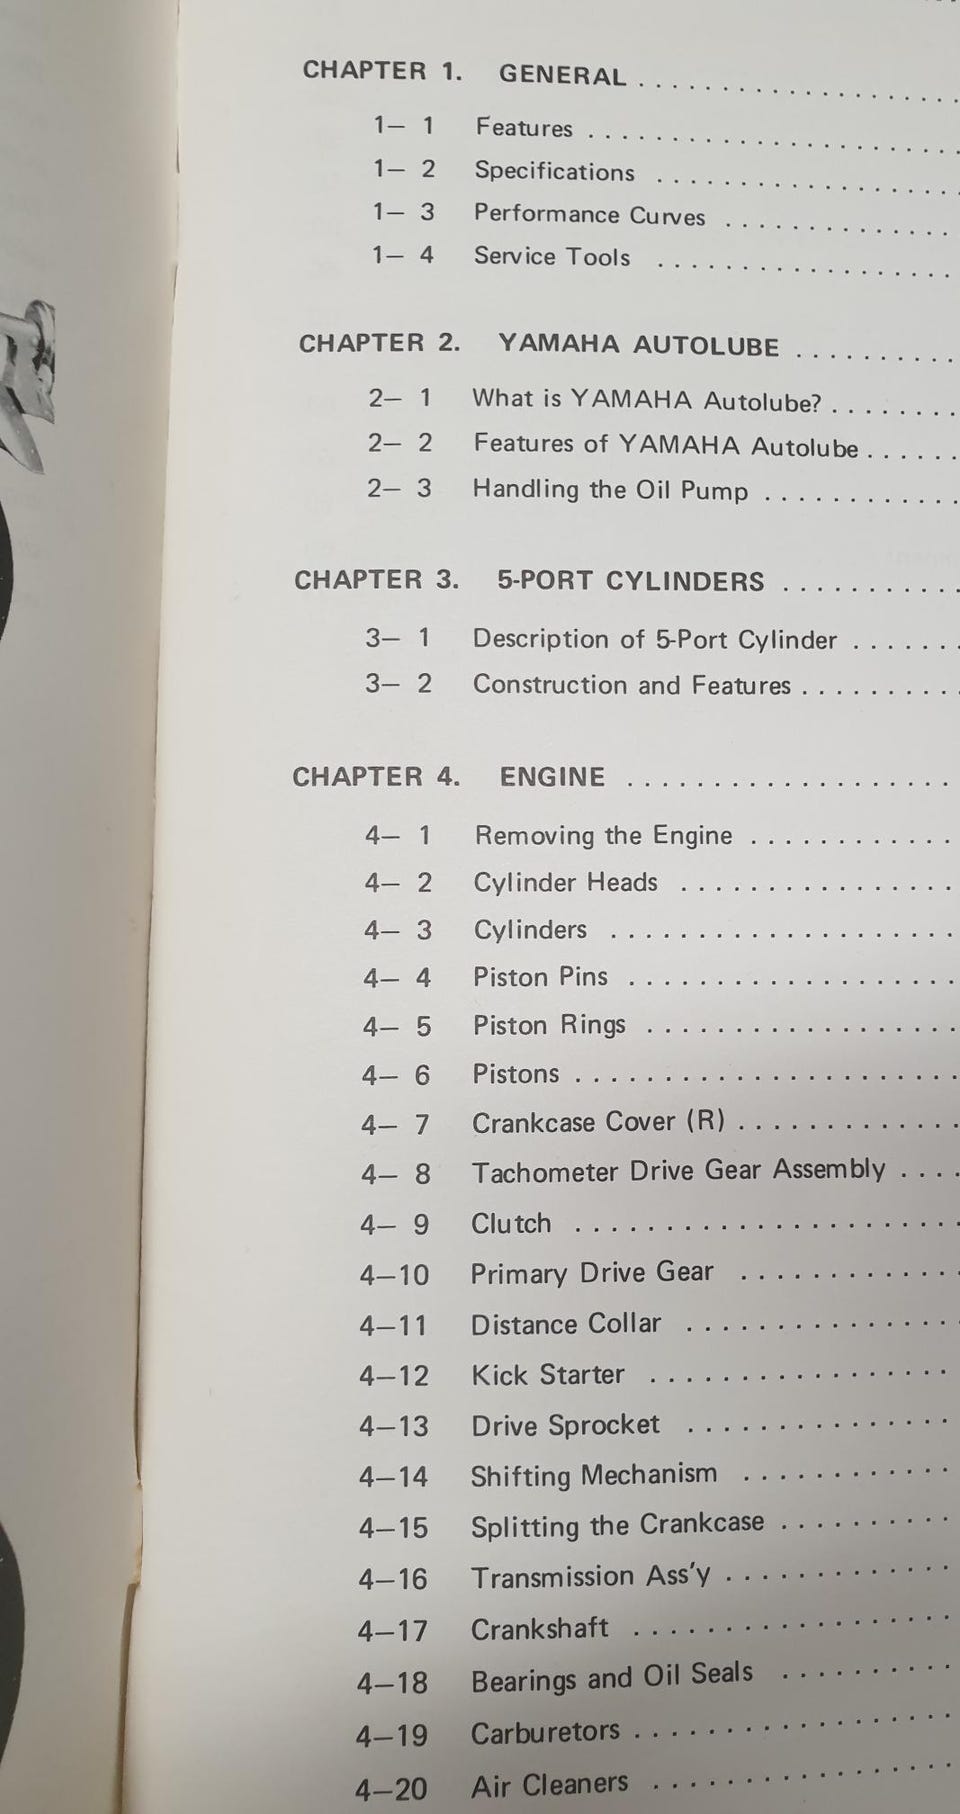 CHAPTER 1. GENERAL . . . . . . . . . . . . . . . . . . . .
1— 1 Features . . . . . . . . . . . . . . . . . . . . . . .
1— 2 Specifications . . . . . . . . . . . . . . . . . . .
1— 3 Performance Curves . . . . . . . . . . . . . .
1— 4 Service Tools . . . . . . . . . . . . . . . . . .
CHAPTER 2. YAMAHA AUTOLUBE . . . . . . . . . .
2— 1 What is YAMAHA Autolube? . . . . . . . .
2— 2 Features of YAMAHA Autolube . . . . . .
2— 3 Handling the Oil Pump . . . . . . . . . . . .
CHAPTER 3. 5-PORT CYLINDERS . . . . . . . . . . .
3— 1 Description of 5-Port Cylinder . . . . . . .
3— 2 Construction and Features . . . . . . . . . .
CHAPTER 4. ENGINE . . . . . . . . . . . . . . . . . . .
4— 1 Removing the Engine . . . . . . . . . . . .
4— 2 Cylinder Heads . . . . . . . . . . . . . . . .
4— 3 Cylinders . . . . . . . . . . . . . . . . . . . .
4— 4 Piston Pins . . . . . . . . . . . . . . . . . . .
4— 5 Piston Rings . . . . . . . . . . . . . . . . . .
4— 6 Pistons . . . . . . . . . . . . . . . . . . . . . .
4— 7 Crankcase Cover (R) . . . . . . . . . . . . .
4— 8 Tachometer Drive Gear Assembly . . . .
4— 9 Clutch . . . . . . . . . . . . . . . . . . . . . .
4—10 Primary Drive Gear . . . . . . . . . . . . .
4—11 Distance Collar . . . . . . . . . . . . . . . .
4—12 Kick Starter . . . . . . . . . . . . . . . . .
4—13 Drive Sprocket . . . . . . . . . . . . . . .
4—14 Shifting Mechanism . . . . . . . . . . . .
4—15 Splitting the Crankcase . . . . . . . . . .
4—16 Transmission Ass'y . . . . . . . . . . . . .
4—17 Crankshaft . . . . . . . . . . . . . . . . . .
4—18 Bearings and Oil Seals . . . . . . . . . .
4—19 Carburetors . . . . . . . . . . . . . . . . . .
4—20 Air Cleaners . . . . . . . . . . . . . . . . .